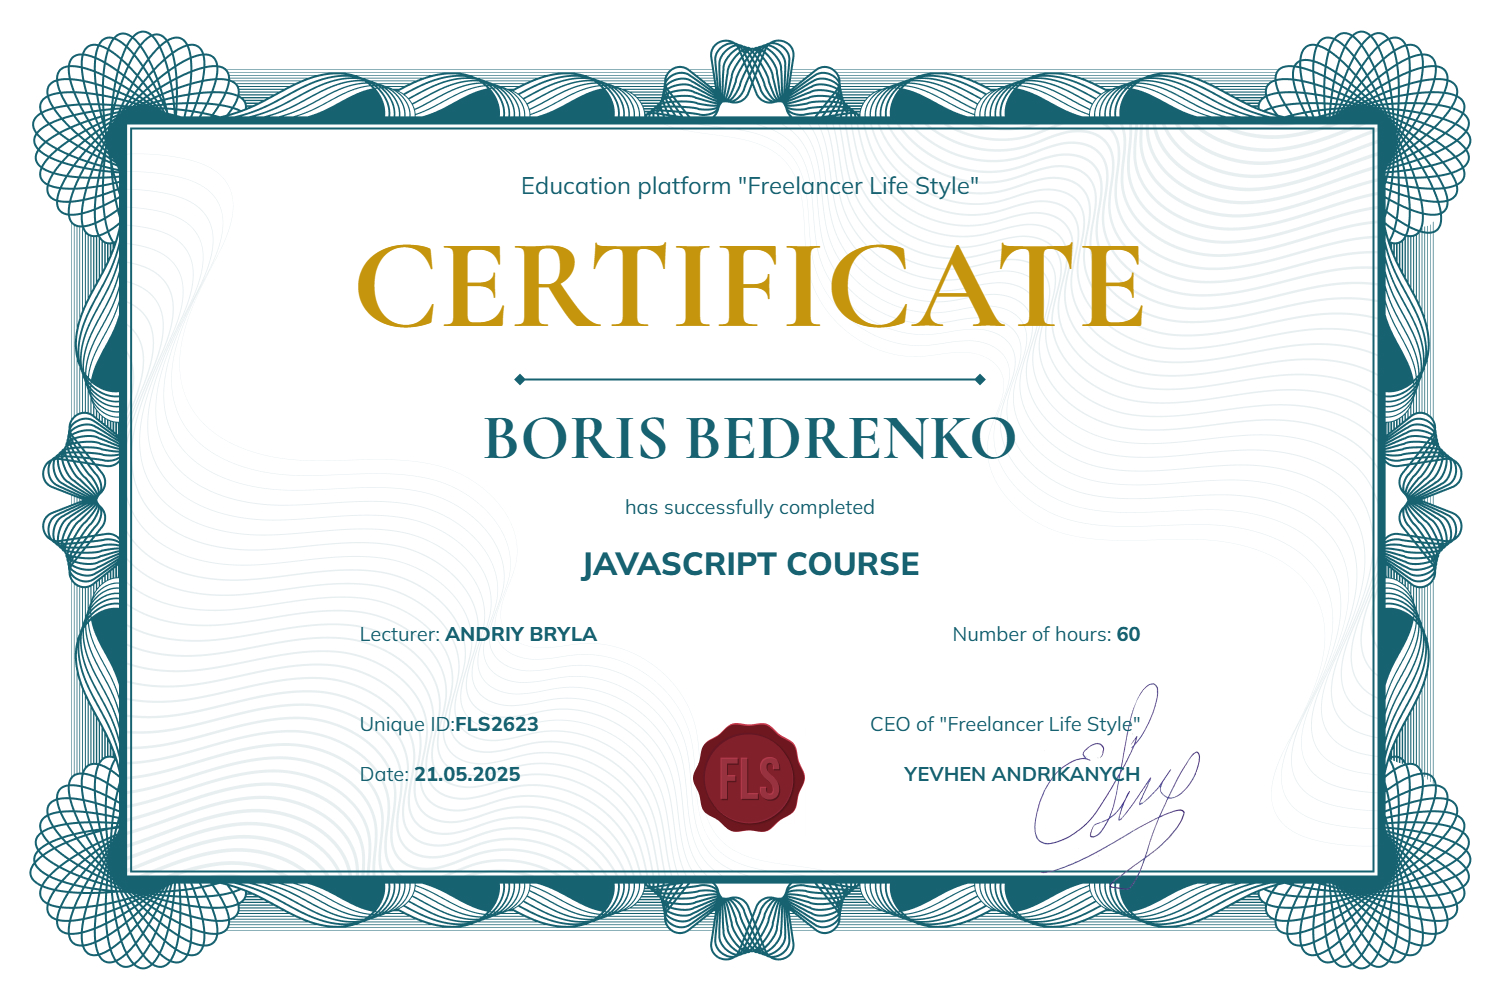 Education platform "Freelancer Life Style"
CERTIFICATE
BORIS BEDRENKO
has successfully completed
JAVASCRIPT COURSE
Lecturer: ANDRIY BRYLA
Number of hours: 60
Unique ID:FLS2623
CEO of "Freelancer Life Style"
Date: 21.05.2025
YEVHEN ANDRIKANYCH
FLS